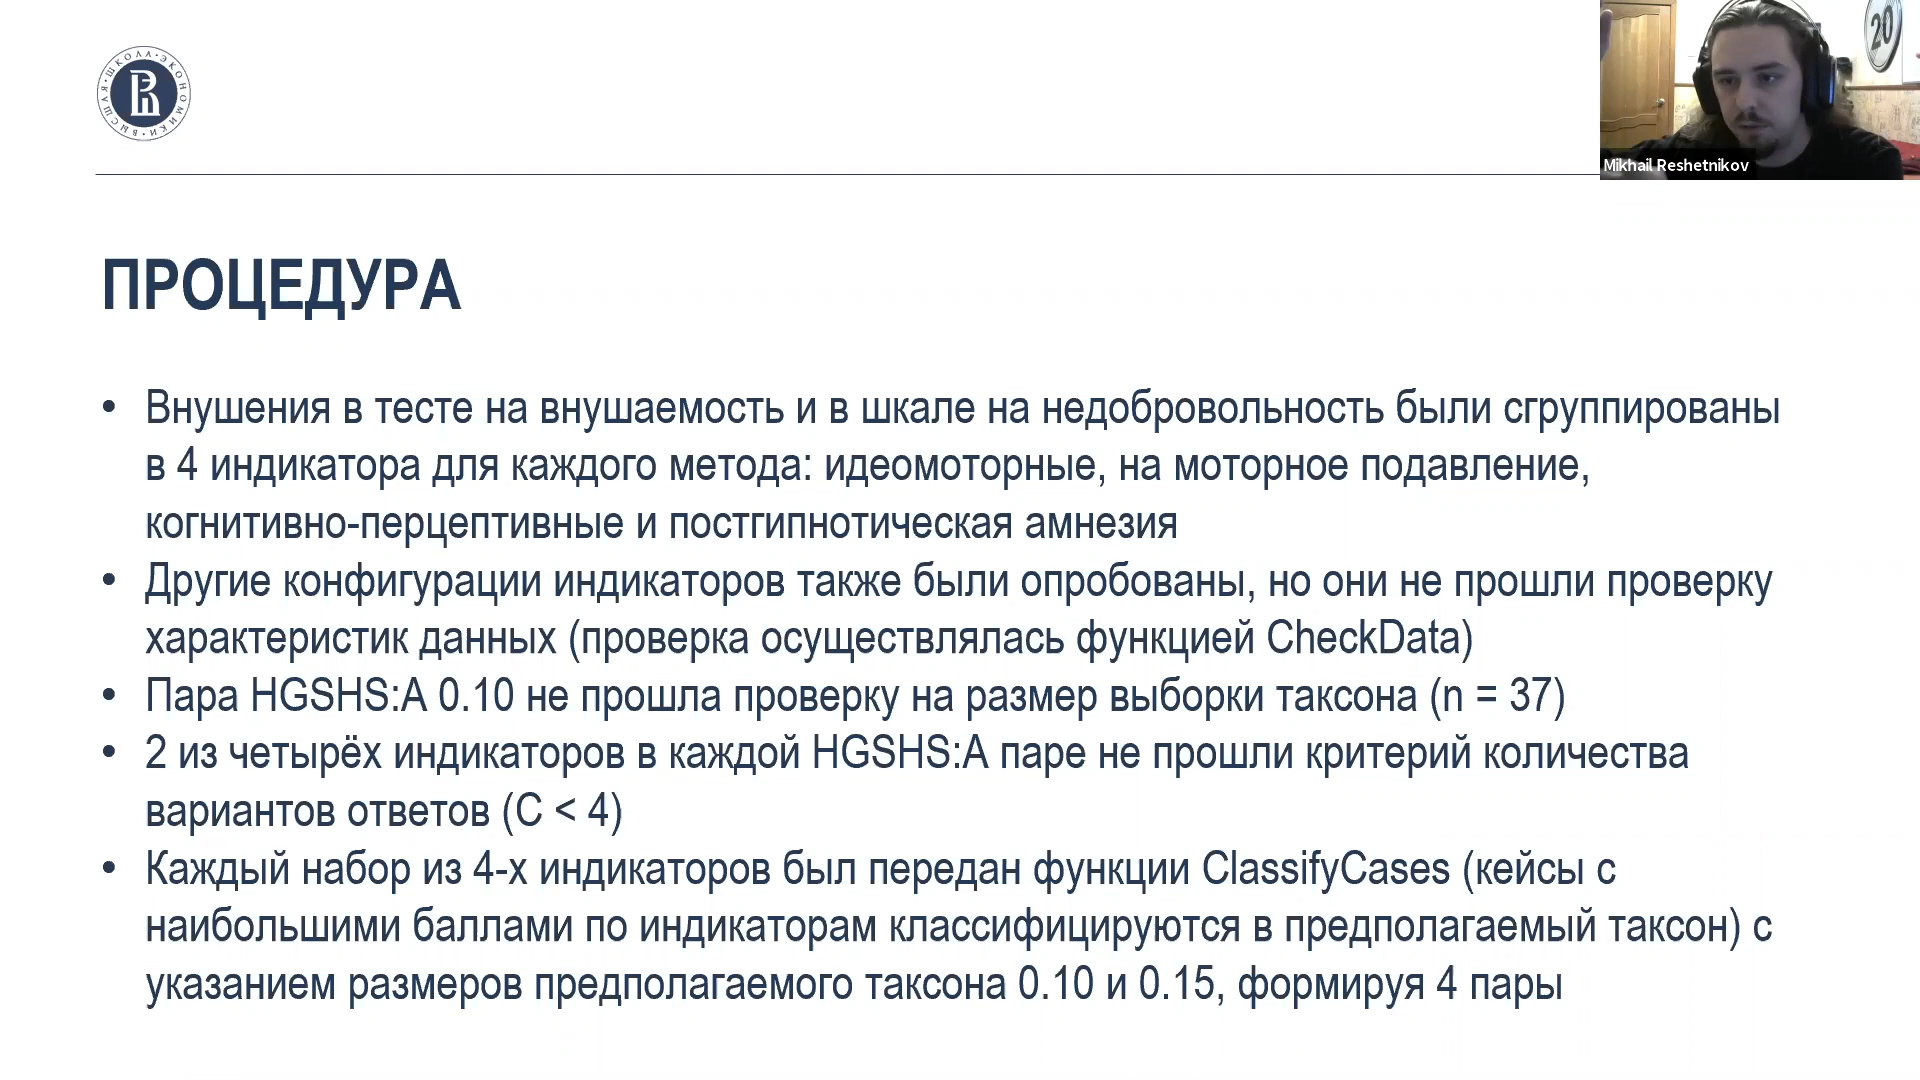 ВЫСШАЯ ШКОЛА ЭКОНОМИКИ
20
Mikhail Reshetnikov
ПРОЦЕДУРА
• Внушения в тесте на внушаемость и в шкале на недобровольность были сгруппированы
в 4 индикатора для каждого метода: идеомоторные, на моторное подавление,
когнитивно-перцептивные и постгипнотическая амнезия
• Другие конфигурации индикаторов также были опробованы, но они не прошли проверку
характеристик данных (проверка осуществлялась функцией CheckData)
• Пара HGSHS:A 0.10 не прошла проверку на размер выборки таксона (n = 37)
• 2 из четырёх индикаторов в каждой HGSHS:A паре не прошли критерий количества
вариантов ответов (C < 4)
• Каждый набор из 4-х индикаторов был передан функции ClassifyCases (кейсы с
наибольшими баллами по индикаторам классифицируются в предполагаемый таксон) с
указанием размеров предполагаемого таксона 0.10 и 0.15, формируя 4 пары